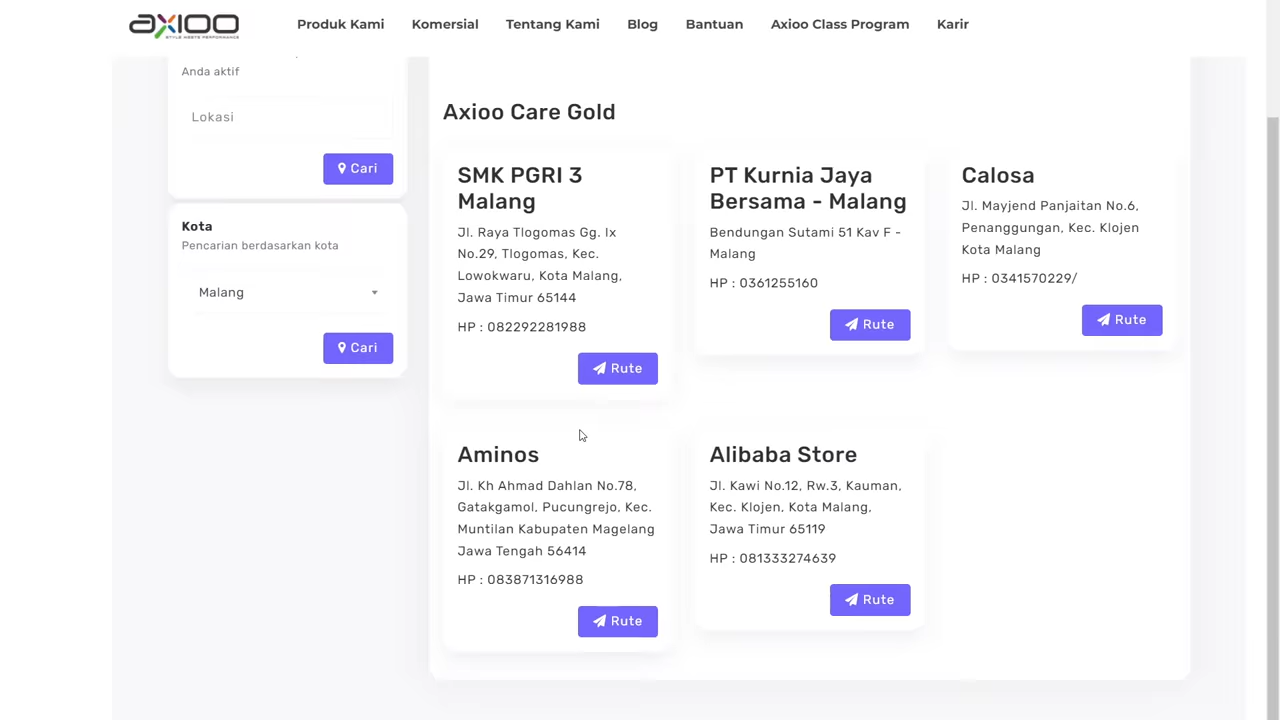 axioo
STYLE MEETS PERFORMANCE
Produk Kami
Komersial
Tentang Kami
Blog
Bantuan
Axioo Class Program
Karir
Anda aktif
Lokasi
Cari
Kota
Pencarian berdasarkan kota
Malang
Cari
Axioo Care Gold
SMK PGRI 3
Malang
Jl. Raya Tlogomas Gg. Ix
No.29, Tlogomas, Kec.
Lowokwaru, Kota Malang,
Jawa Timur 65144
HP : 082292281988
Rute
PT Kurnia Jaya
Bersama - Malang
Bendungan Sutami 51 Kav F -
Malang
HP : 0361255160
Rute
Calosa
Jl. Mayjend Panjaitan No.6,
Penanggungan, Kec. Klojen
Kota Malang
HP : 0341570229/
Rute
Aminos
Jl. Kh Ahmad Dahlan No.78,
Gatakgamol, Pucungrejo, Kec.
Muntilan Kabupaten Magelang
Jawa Tengah 56414
HP : 083871316988
Rute
Alibaba Store
Jl. Kawi No.12, Rw.3, Kauman,
Kec. Klojen, Kota Malang,
Jawa Timur 65119
HP : 081333274639
Rute